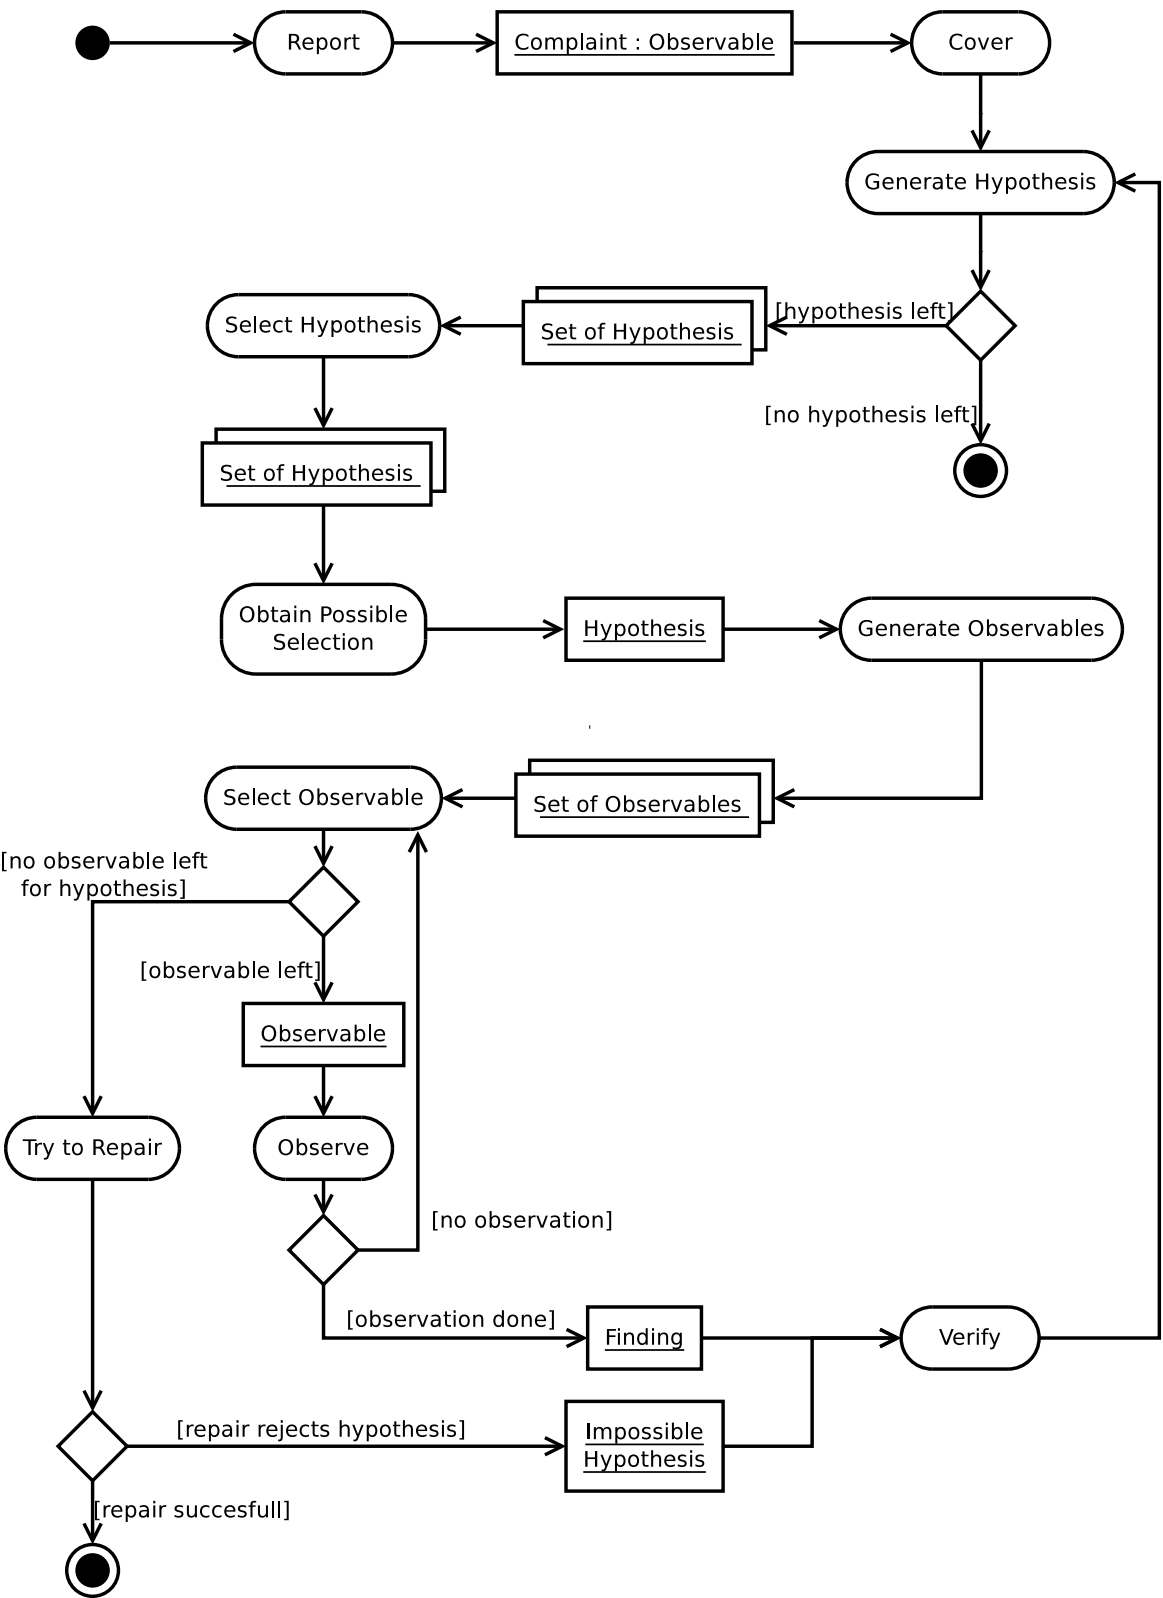 Report
Complaint : Observable
Cover
Generate Hypothesis
[hypothesis left]
Set of Hypothesis
Select Hypothesis
[no hypothesis left]
Set of Hypothesis
Obtain Possible
Selection
Hypothesis
Generate Observables
Set of Observables
Select Observable
[no observable left
for hypothesis]
[observable left]
Observable
Try to Repair
Observe
[no observation]
[observation done]
Finding
Verify
[repair rejects hypothesis]
Impossible
Hypothesis
[repair succesfull]